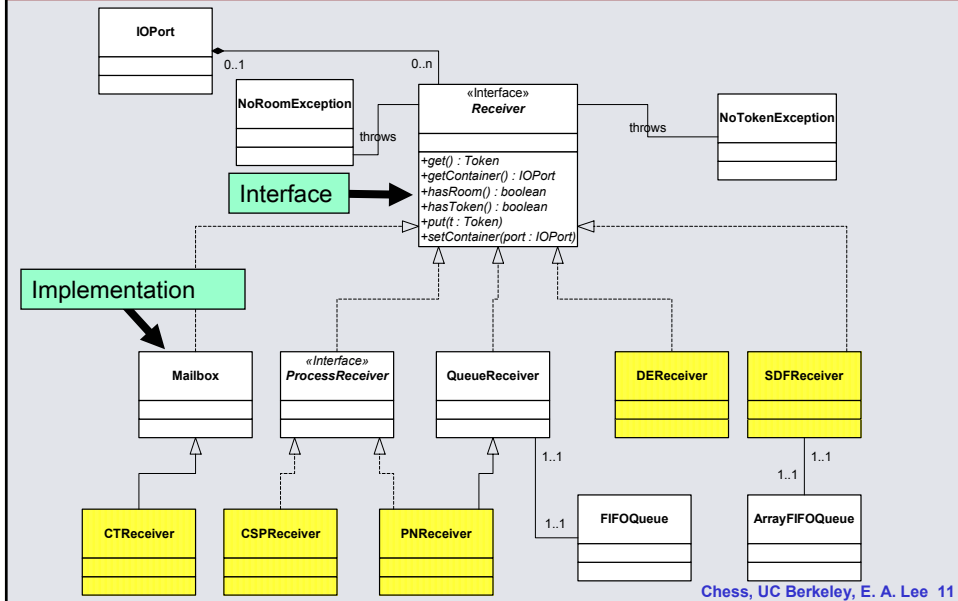 IOPort
0..1
0..n
NoRoomException
throws
«Interface»
Receiver
throws
NoTokenException
+get() : Token
+getContainer() : IOPort
+hasRoom() : boolean
+hasToken() : boolean
+put(t : Token)
+setContainer(port : IOPort)
Interface
Implementation
Mailbox
«Interface»
ProcessReceiver
QueueReceiver
DEReceiver
SDFReceiver
1..1
1..1
1..1
1..1
CTReceiver
CSPReceiver
PNReceiver
FIFOQueue
ArrayFIFOQueue
Chess, UC Berkeley, E. A. Lee 11